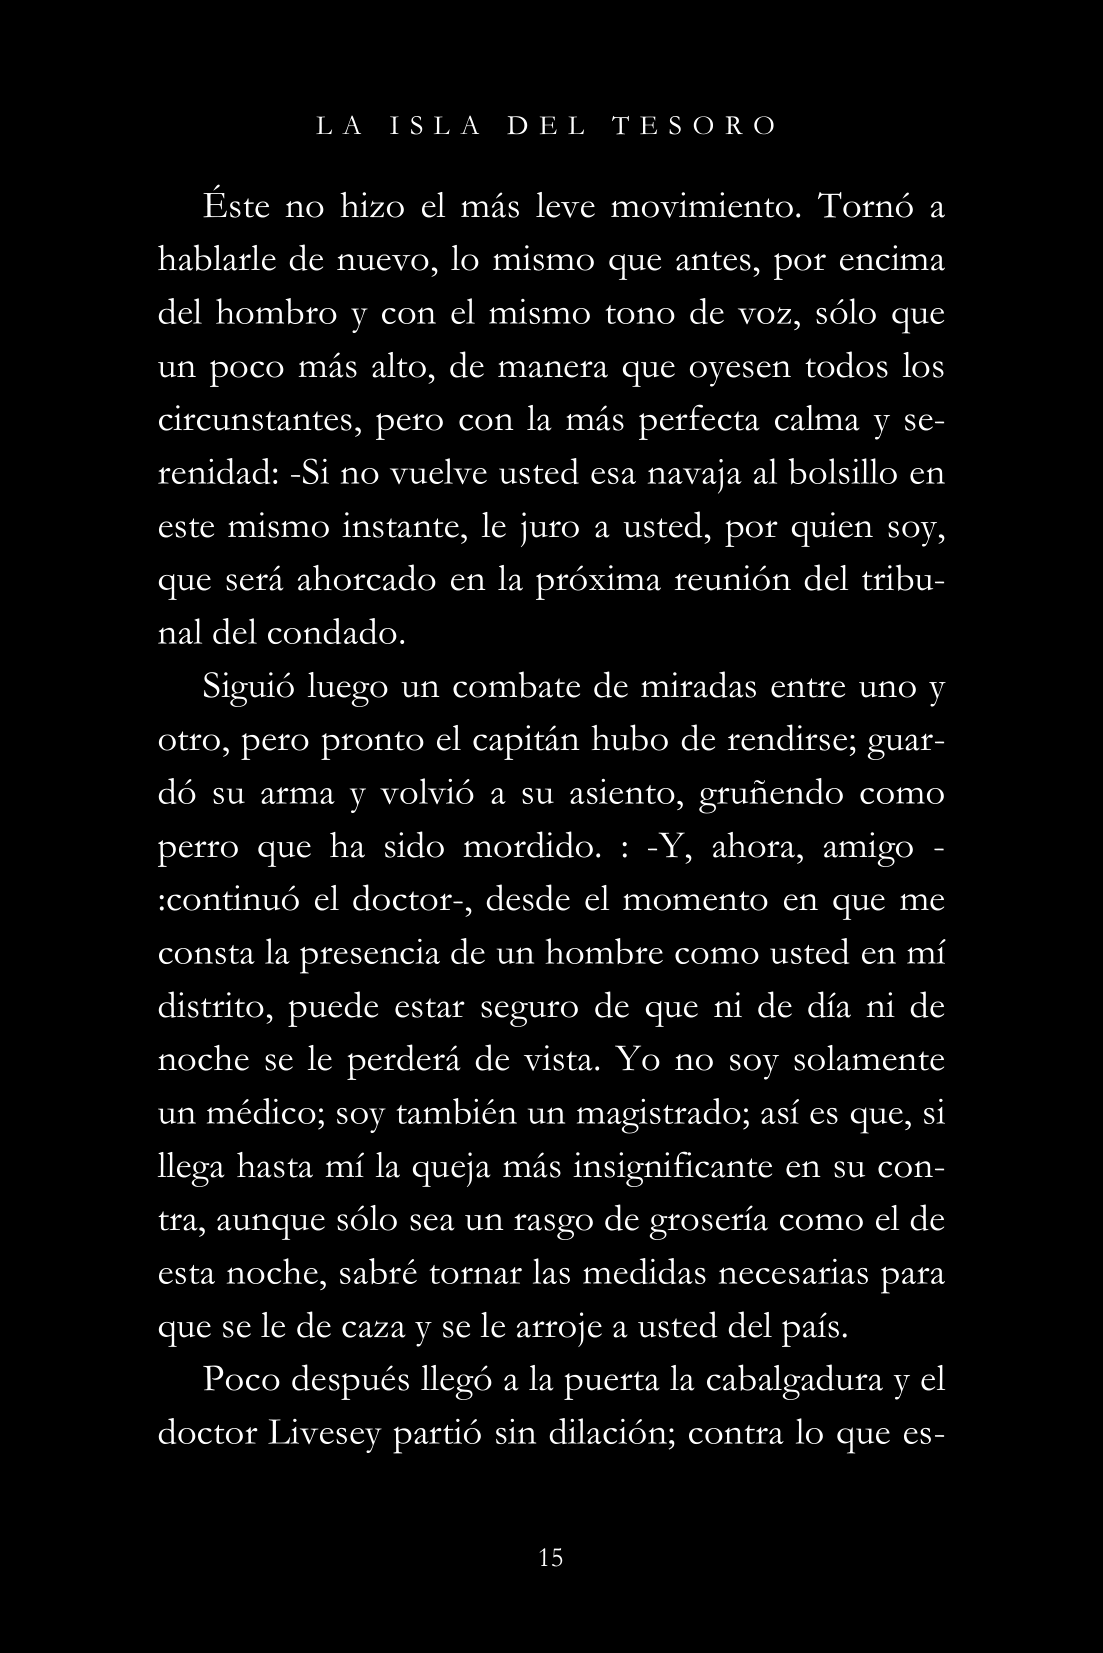 LA ISLA DEL TESORO
Éste no hizo el más leve movimiento. Tornó a
hablarle de nuevo, lo mismo que antes, por encima
del hombro y con el mismo tono de voz, sólo que
un poco más alto, de manera que oyesen todos los
circunstantes, pero con la más perfecta calma y se-
renidad: -Si no vuelve usted esa navaja al bolsillo en
este mismo instante, le juro a usted, por quien soy,
que será ahorcado en la próxima reunión del tribu-
nal del condado.
Siguió luego un combate de miradas entre uno y
otro, pero pronto el capitán hubo de rendirse; guar-
dó su arma y volvió a su asiento, gruñendo como
perro que ha sido mordido. : -Y, ahora, amigo -
:continuó el doctor-, desde el momento en que me
consta la presencia de un hombre como usted en mí
distrito, puede estar seguro de que ni de día ni de
noche se le perderá de vista. Yo no soy solamente
un médico; soy también un magistrado; así es que, si
llega hasta mí la queja más insignificante en su con-
tra, aunque sólo sea un rasgo de grosería como el de
esta noche, sabré tornar las medidas necesarias para
que se le de caza y se le arroje a usted del país.
Poco después llegó a la puerta la cabalgadura y el
doctor Livesey partió sin dilación; contra lo que es-
15